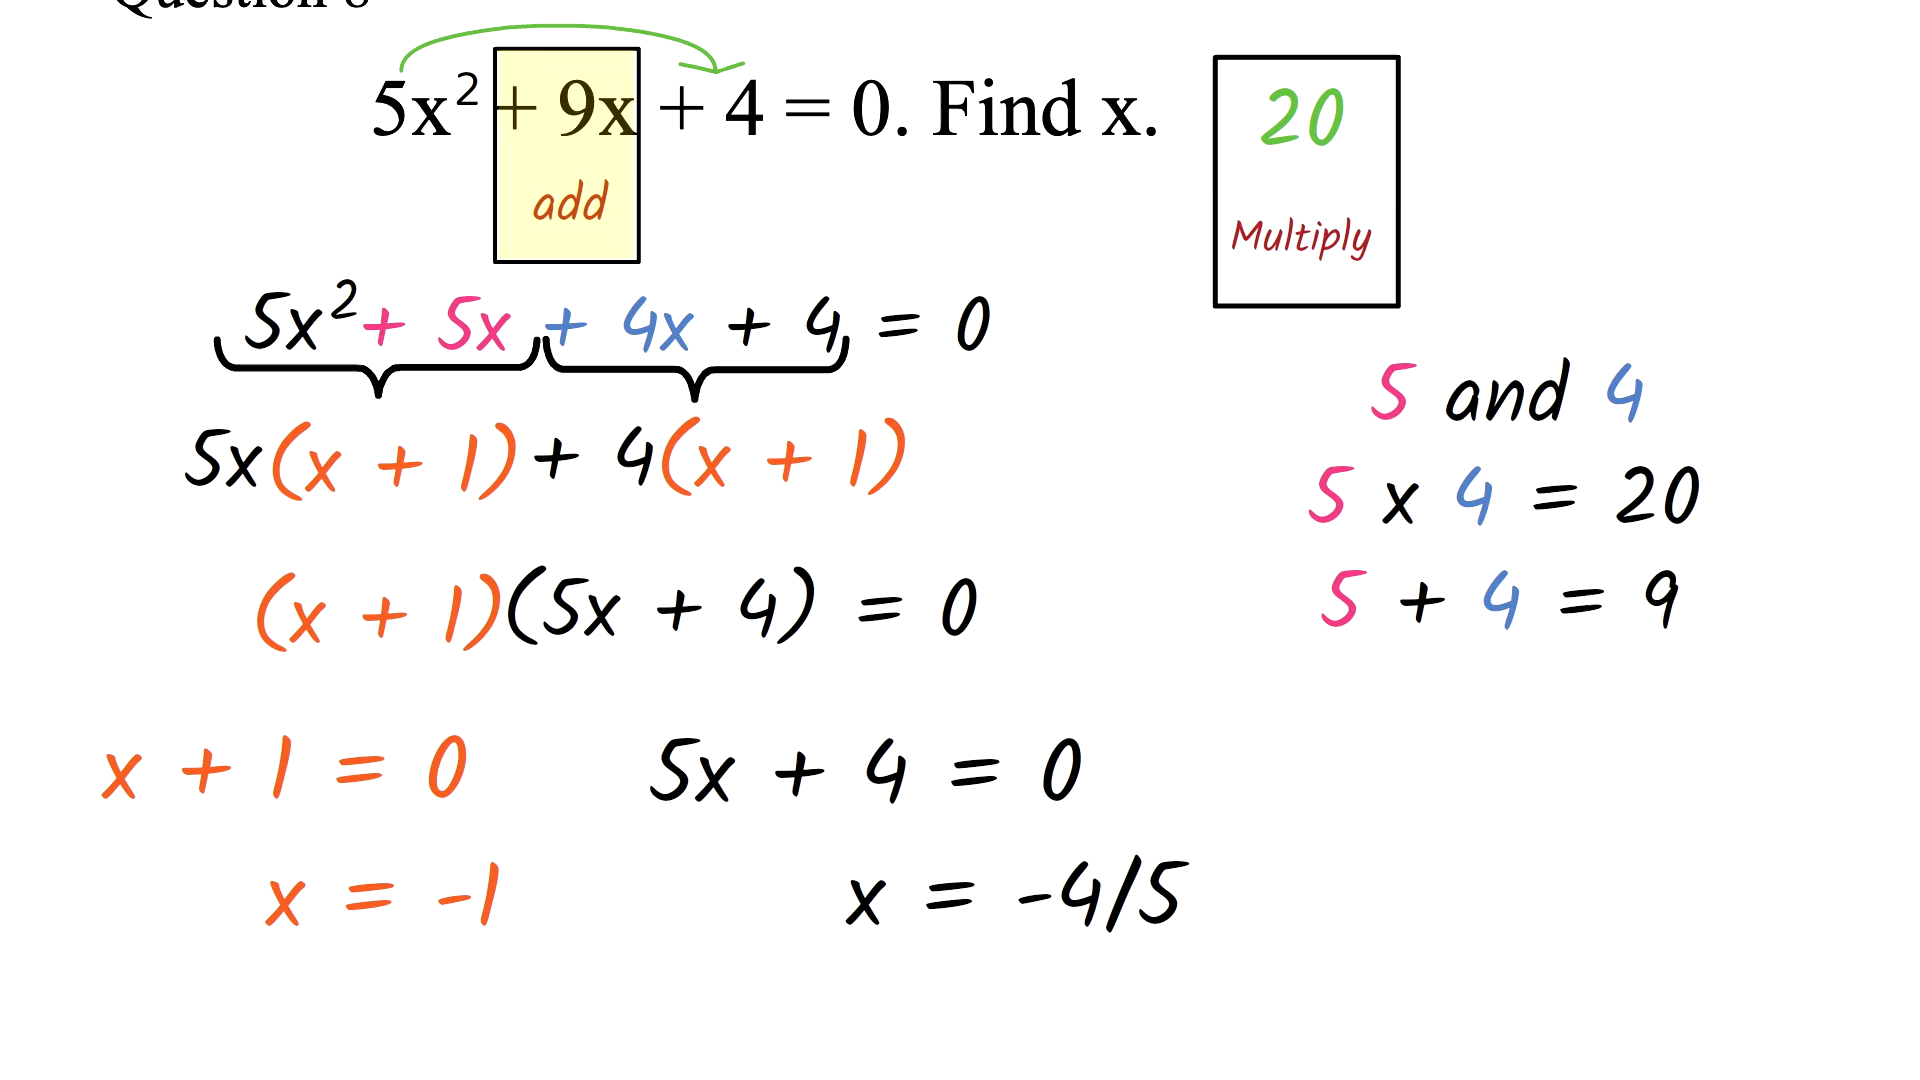 Question 8
5x² + 9x + 4 = 0. Find x.
add
20
Multiply
5x² + 5x + 4x + 4 = 0
5x(x + 1) + 4(x + 1)
(x + 1)(5x + 4) = 0
x + 1 = 0
x = -1
5x + 4 = 0
x = -4/5
5 and 4
5 x 4 = 20
5 + 4 = 9